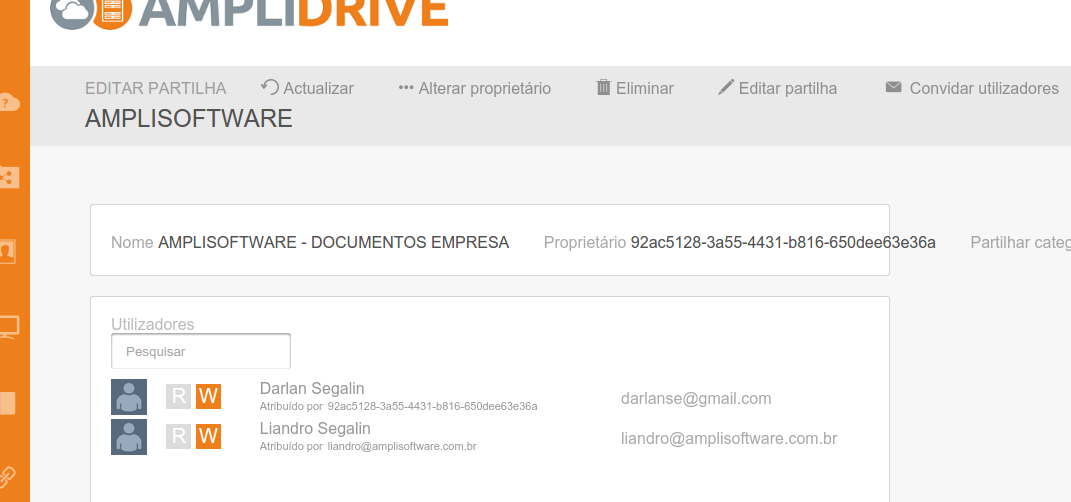 AMPLIDRIVE
EDITAR PARTILHA Actualizar Alterar proprietário Eliminar Editar partilha Convidar utilizadores
AMPLISOFTWARE
Nome AMPLISOFTWARE - DOCUMENTOS EMPRESA Proprietário 92ac5128-3a55-4431-b816-650dee63e36a Partilhar categ
Utilizadores
Pesquisar
R W Darlan Segalin darlanse@gmail.com
Atribuído por 92ac5128-3a55-4431-b816-650dee63e36a
R W Liandro Segalin liandro@amplisoftware.com.br
Atribuído por liandro@amplisoftware.com.br